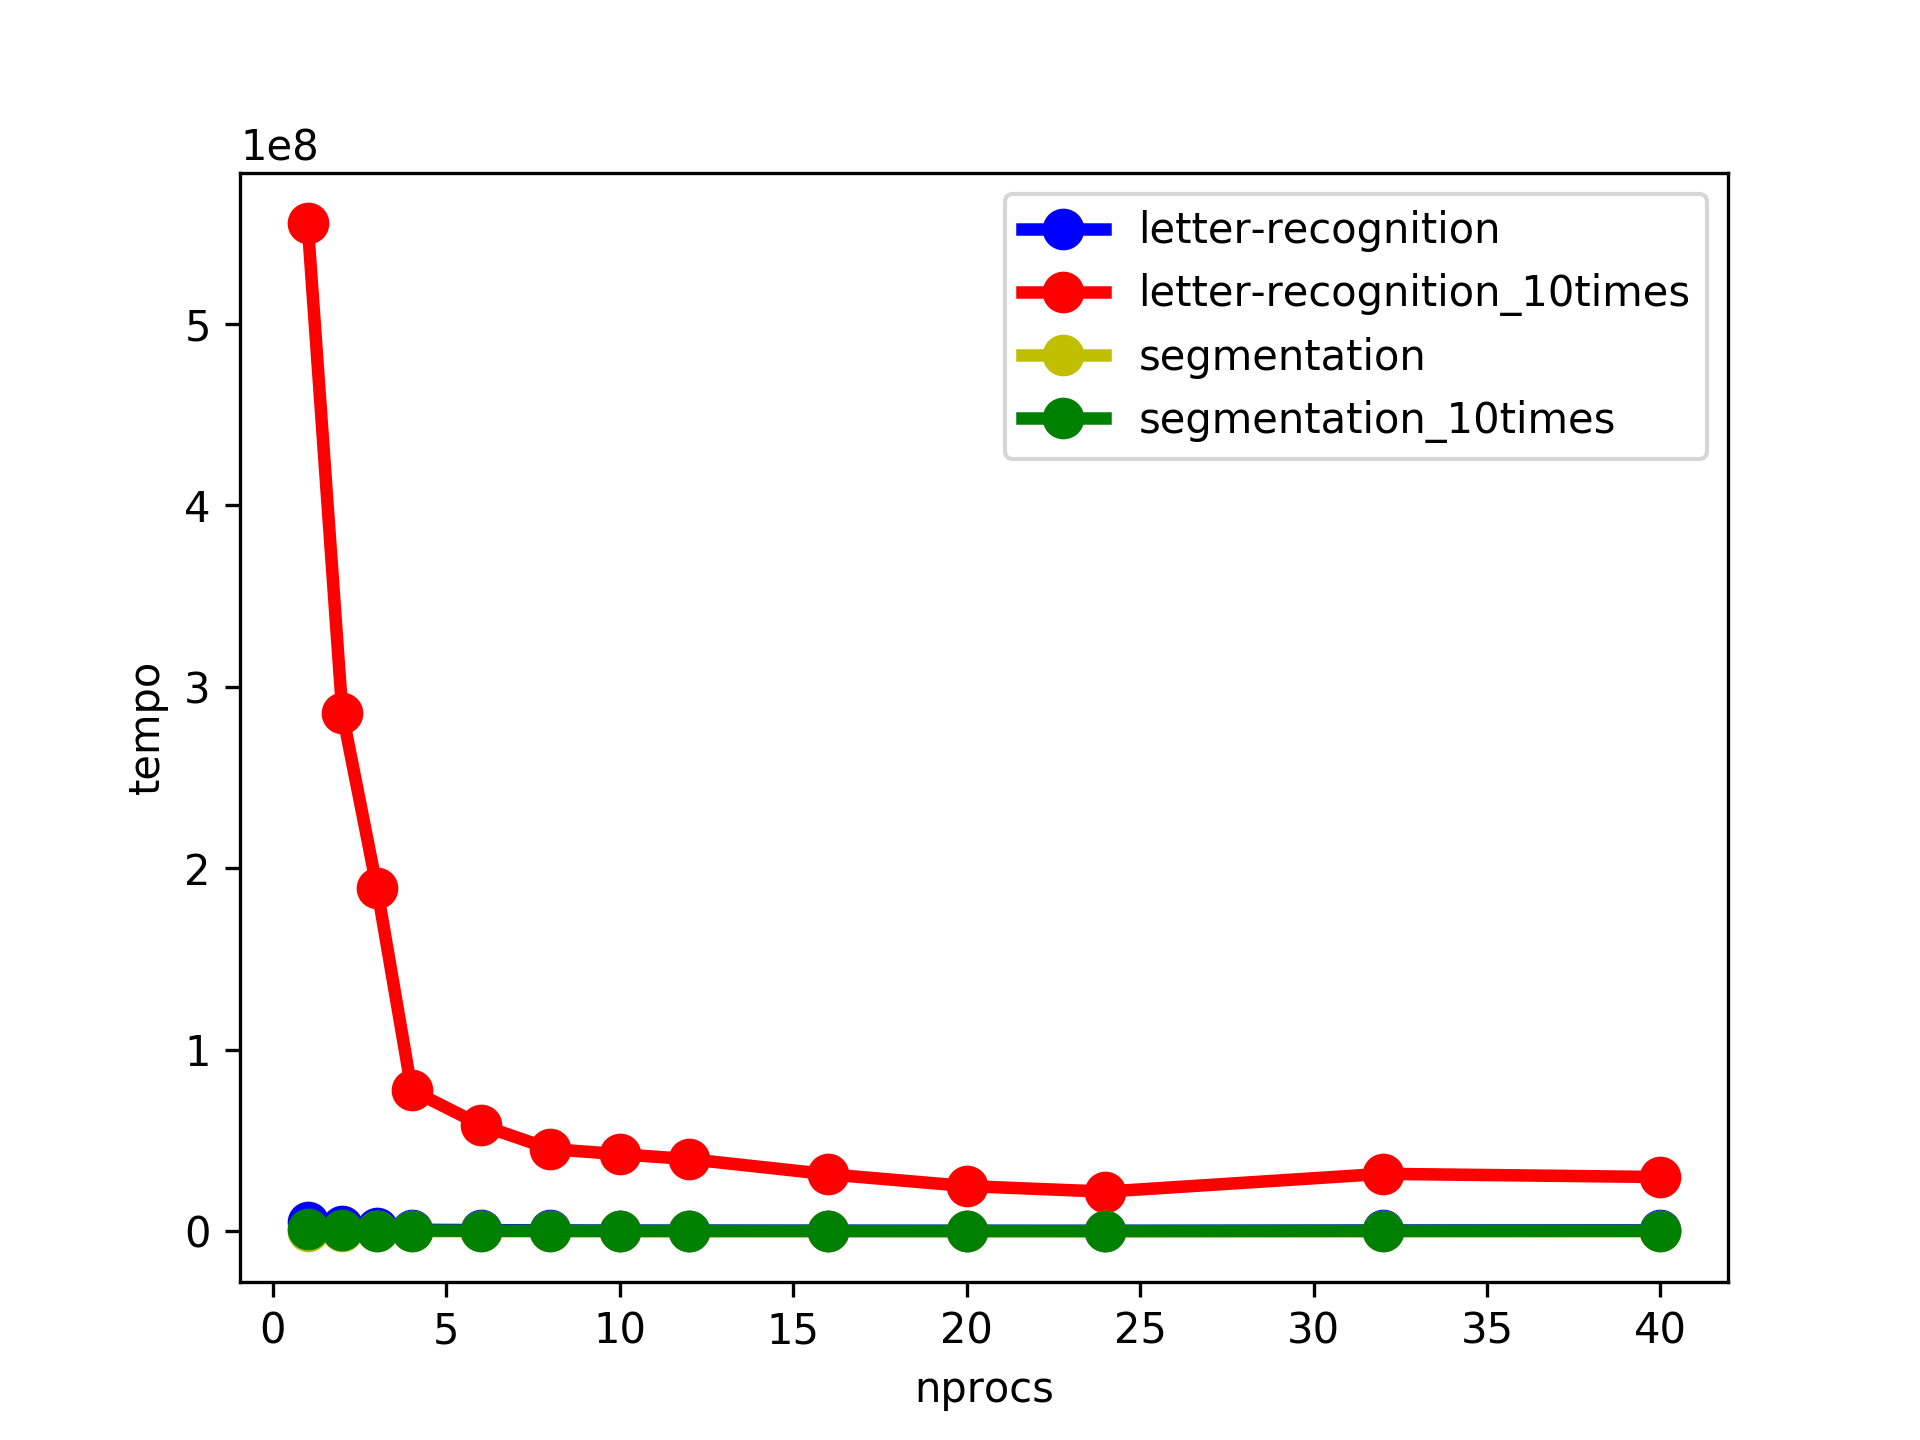 1e8
letter-recognition
letter-recognition_10times
segmentation
segmentation_10times
5
4
3
2
1
0
tempo
0 5 10 15 20 25 30 35 40
nprocs